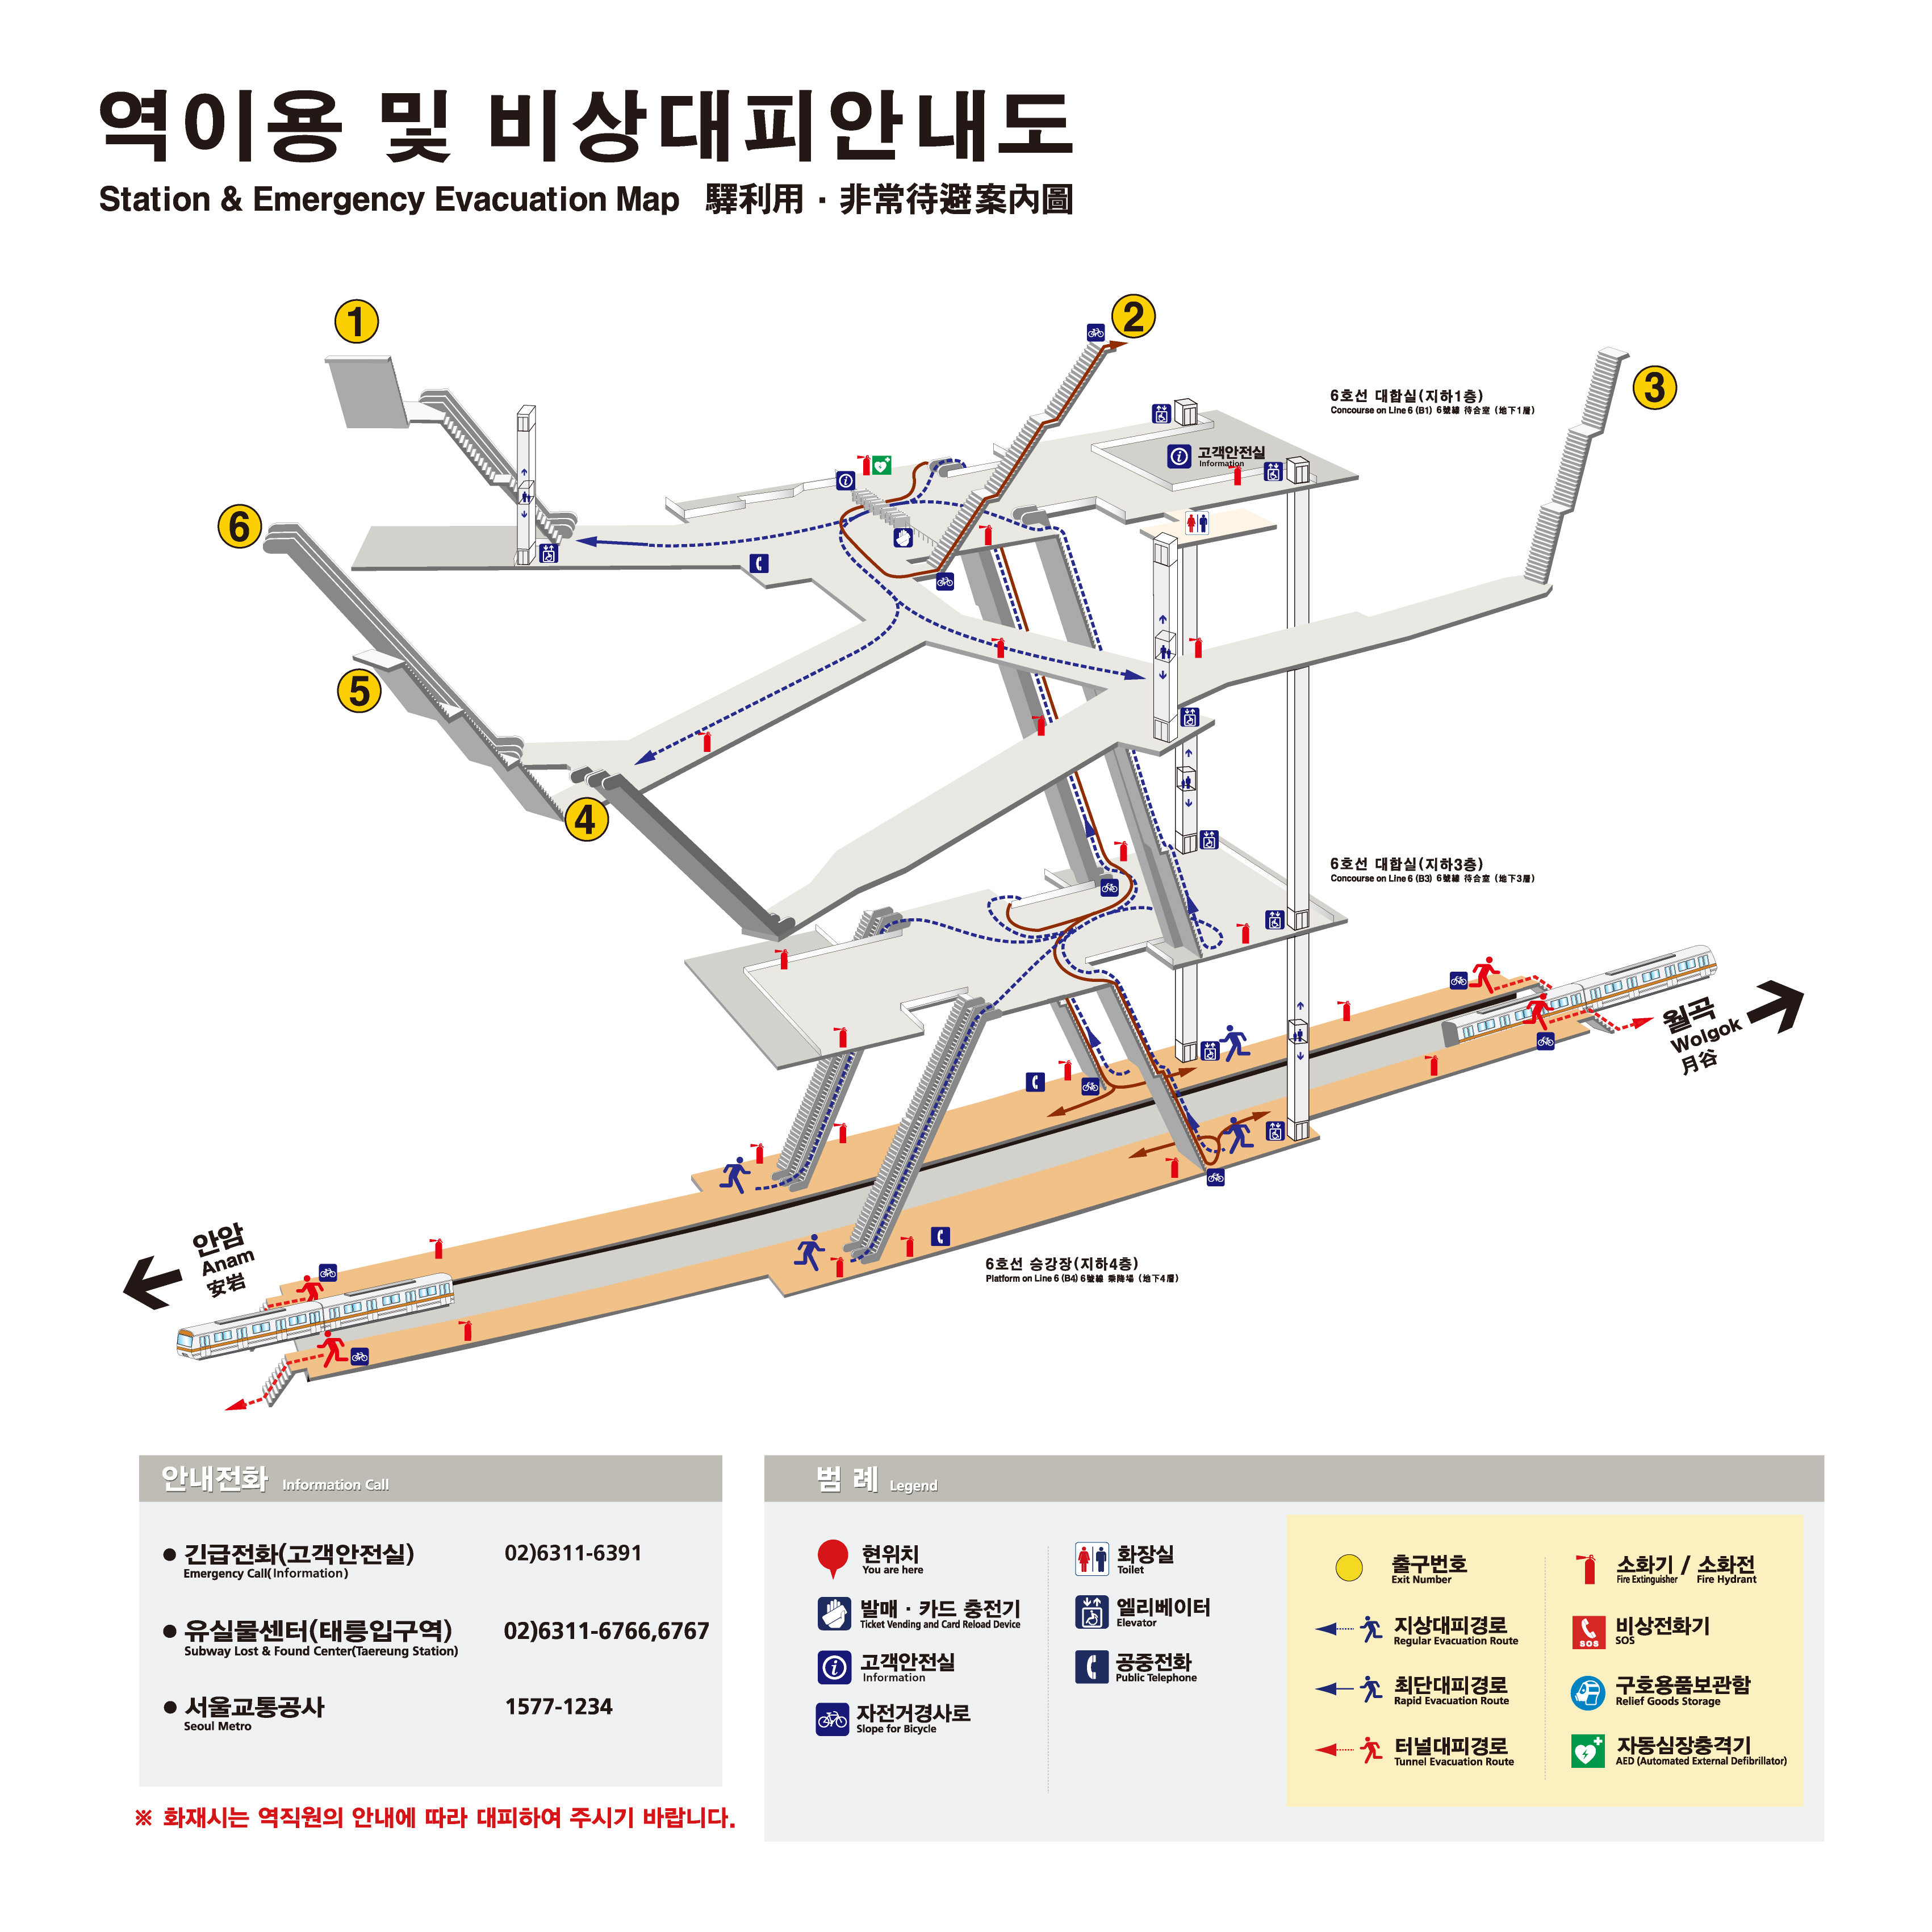 역이용 및 비상대피안내도
Station & Emergency Evacuation Map 驛利用 · 非常待避案內圖
1
2
3
6호선 대합실(지하1층)
Concourse on Line 6 (B1) 6號線 待合室 (地下1層)
고객안전실
Information
6
5
4
6호선 대합실(지하3층)
Concourse on Line 6 (B3) 6號線 待合室 (地下3層)
월곡
Wolgok
月谷
안암
Anam
安岩
6호선 승강장(지하4층)
Platform on Line 6 (B4) 6號線 乘降場 (地下4層)
안내전화 Information Call
긴급전화(고객안전실) 02)6311-6391
Emergency Call(Information)
유실물센터(태릉입구역) 02)6311-6766,6767
Subway Lost & Found Center(Taereung Station)
서울교통공사 1577-1234
Seoul Metro
※ 화재시는 역직원의 안내에 따라 대피하여 주시기 바랍니다.
범 례 Legend
현위치
You are here
발매 · 카드 충전기
Ticket Vending and Card Reload Device
고객안전실
Information
자전거경사로
Slope for Bicycle
화장실
Toilet
엘리베이터
Elevator
공중전화
Public Telephone
출구번호
Exit Number
지상대피경로
Regular Evacuation Route
최단대피경로
Rapid Evacuation Route
터널대피경로
Tunnel Evacuation Route
소화기 / 소화전
Fire Extinguisher Fire Hydrant
SOS
비상전화기
SOS
구호용품보관함
Relief Goods Storage
자동심장충격기
AED (Automated External Defibrillator)